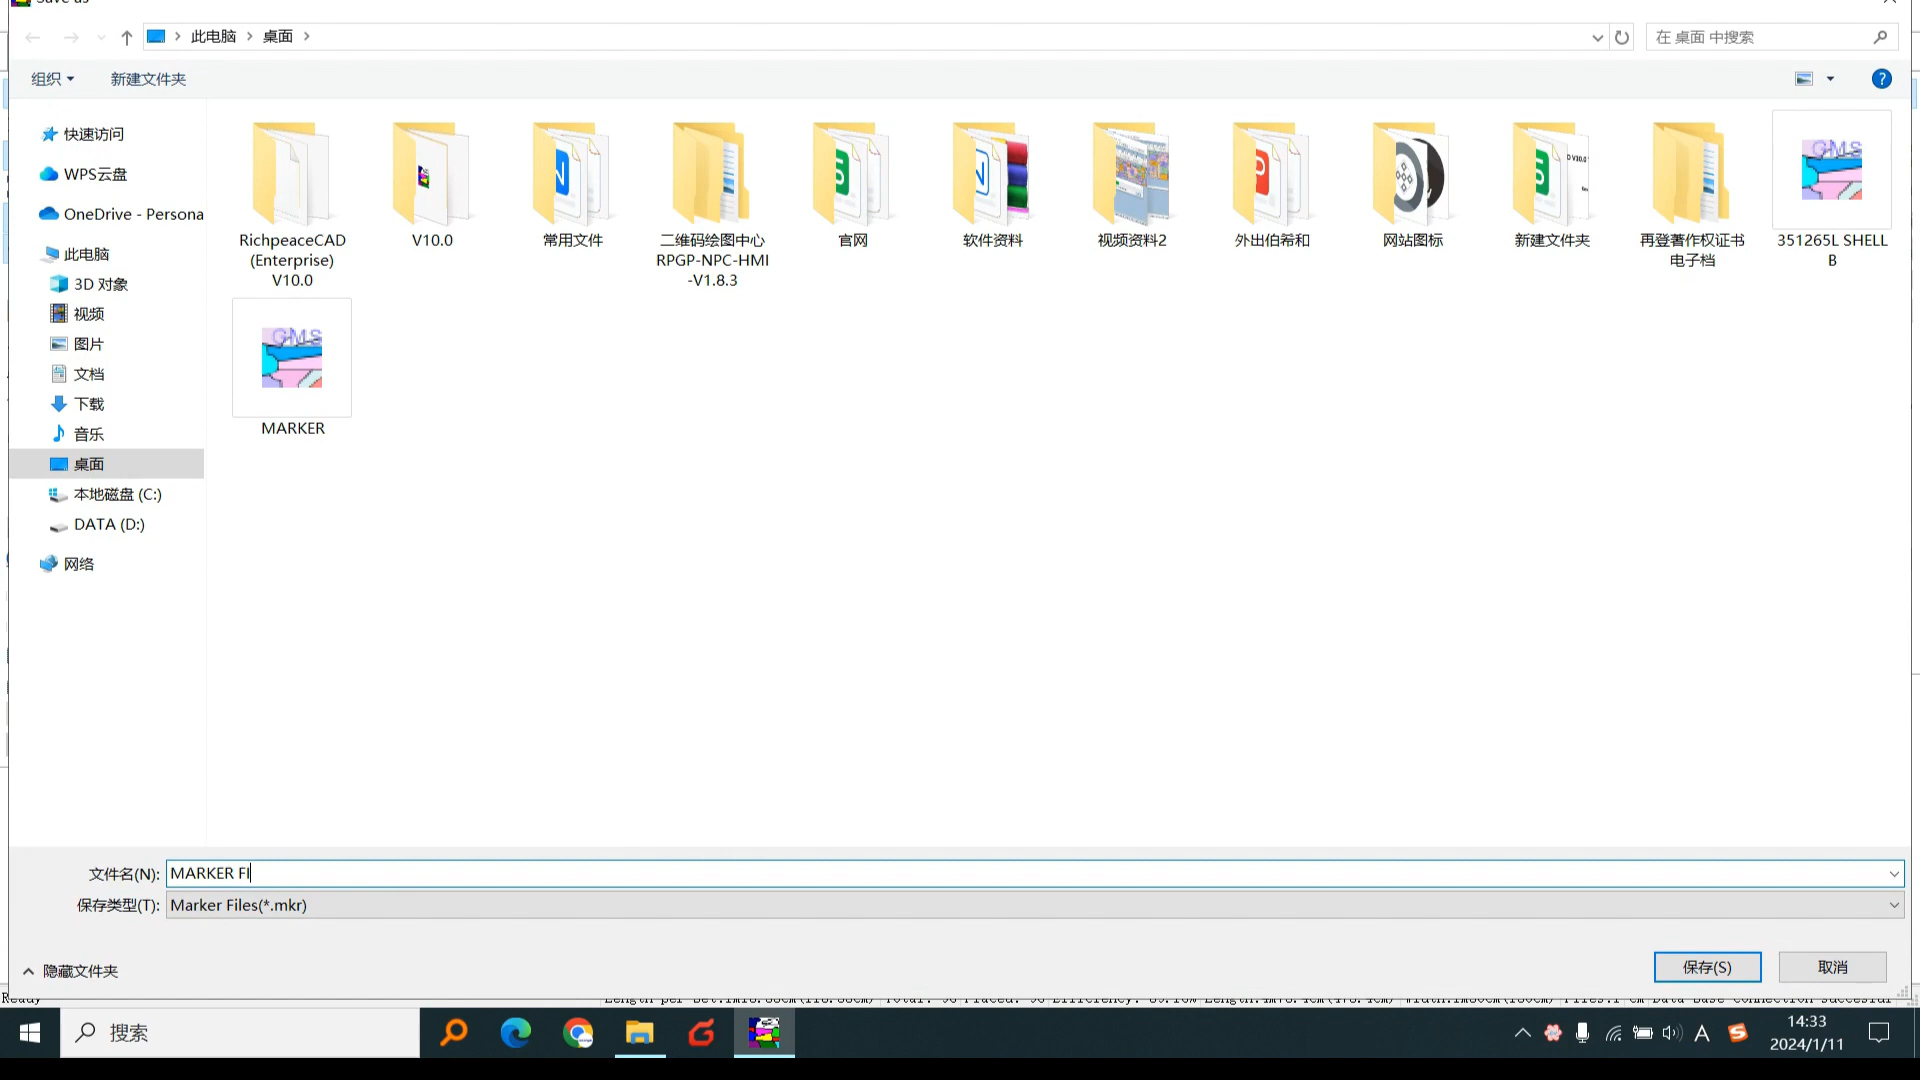 Save as
此电脑 桌面
在 桌面 中搜索
组织 新建文件夹
快速访问
WPS云盘
OneDrive - Persona
此电脑
3D 对象
视频
图片
文档
下载
音乐
桌面
本地磁盘 (C:)
DATA (D:)
网络
RichpeaceCAD
(Enterprise)
V10.0
V10.0
常用文件
二维码绘图中心
RPGP-NPC-HMI
-V1.8.3
官网
软件资料
视频资料2
外出伯希和
网站图标
新建文件夹
再登著作权证书
电子档
351265L SHELL
B
GMS
GMS
MARKER
文件名(N): MARKER FI
保存类型(T): Marker Files(*.mkr)
隐藏文件夹
保存(S) 取消
Ready
搜索
A
14:33
2024/1/11